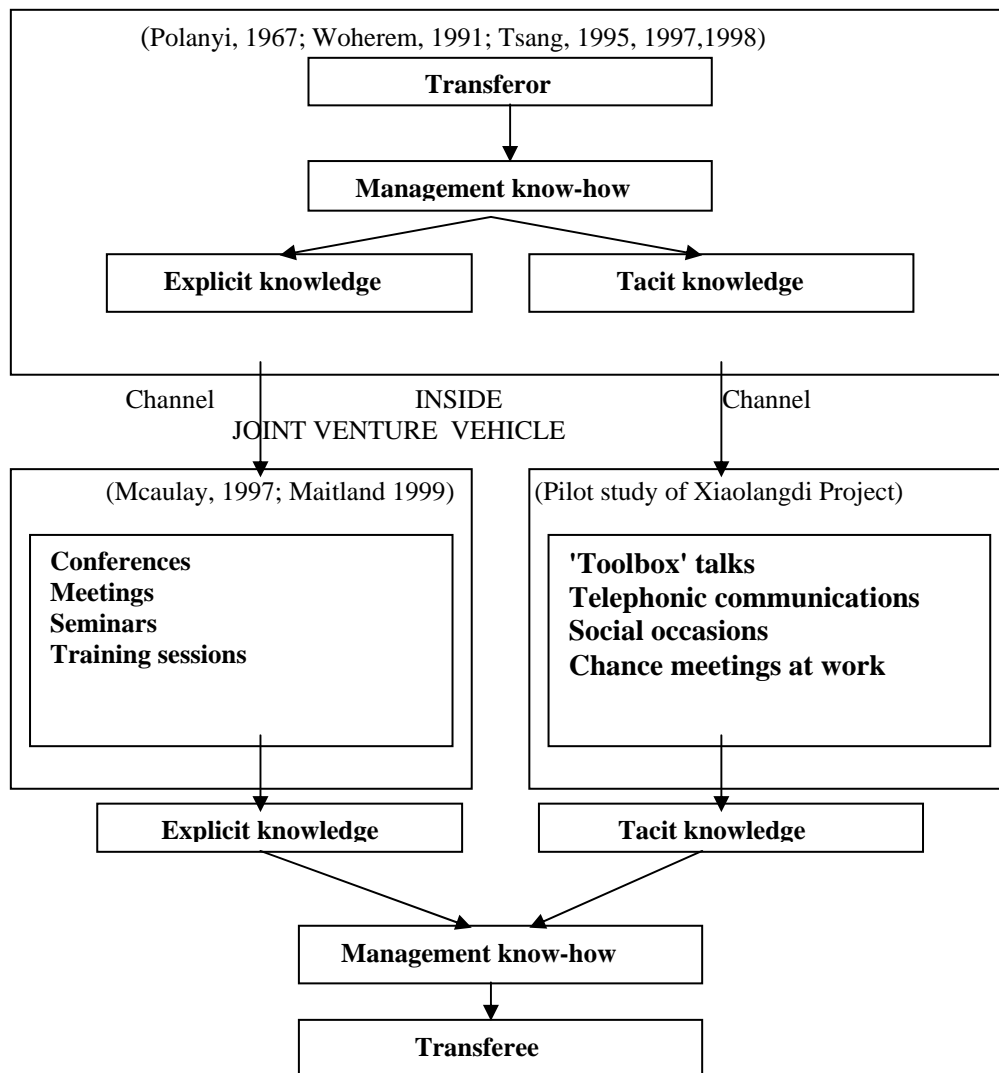 (Polanyi, 1967; Woherem, 1991; Tsang, 1995, 1997,1998)
Transferor
Management know-how
Explicit knowledge
Tacit knowledge
Channel
INSIDE
Channel
JOINT VENTURE VEHICLE
(Mcaulay, 1997; Maitland 1999)
(Pilot study of Xiaolangdi Project)
Conferences
Meetings
Seminars
Training sessions
'Toolbox' talks
Telephonic communications
Social occasions
Chance meetings at work
Explicit knowledge
Tacit knowledge
Management know-how
Transferee